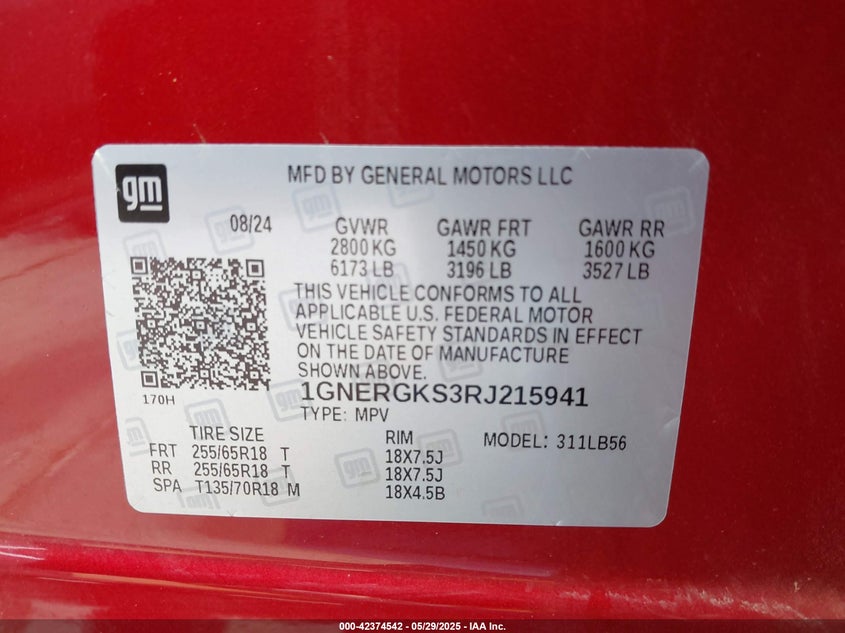 gm
MFD BY GENERAL MOTORS LLC
08/24
GVWR GAWR FRT GAWR RR
2800 KG 1450 KG 1600 KG
6173 LB 3196 LB 3527 LB
THIS VEHICLE CONFORMS TO ALL
APPLICABLE U.S. FEDERAL MOTOR
VEHICLE SAFETY STANDARDS IN EFFECT
ON THE DATE OF MANUFACTURE
SHOWN ABOVE.
170H
1GNERGKS3RJ215941
TYPE: MPV
TIRE SIZE RIM MODEL: 311LB56
FRT 255/65R18 T 18X7.5J
RR 255/65R18 T 18X7.5J
SPA T135/70R18 M 18X4.5B
000-42374542 - 05/29/2025 - IAA Inc.